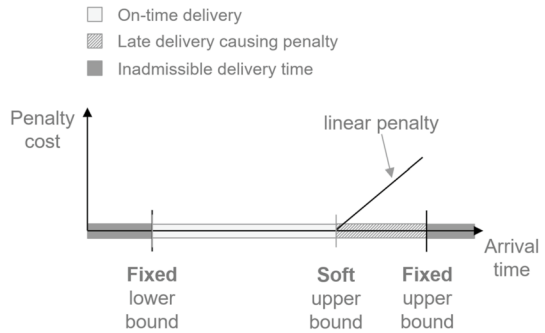 On-time delivery
Late delivery causing penalty
Inadmissible delivery time
Penalty
cost
linear penalty
Arrival
time
Fixed
lower
bound
Soft
upper
bound
Fixed
upper
bound